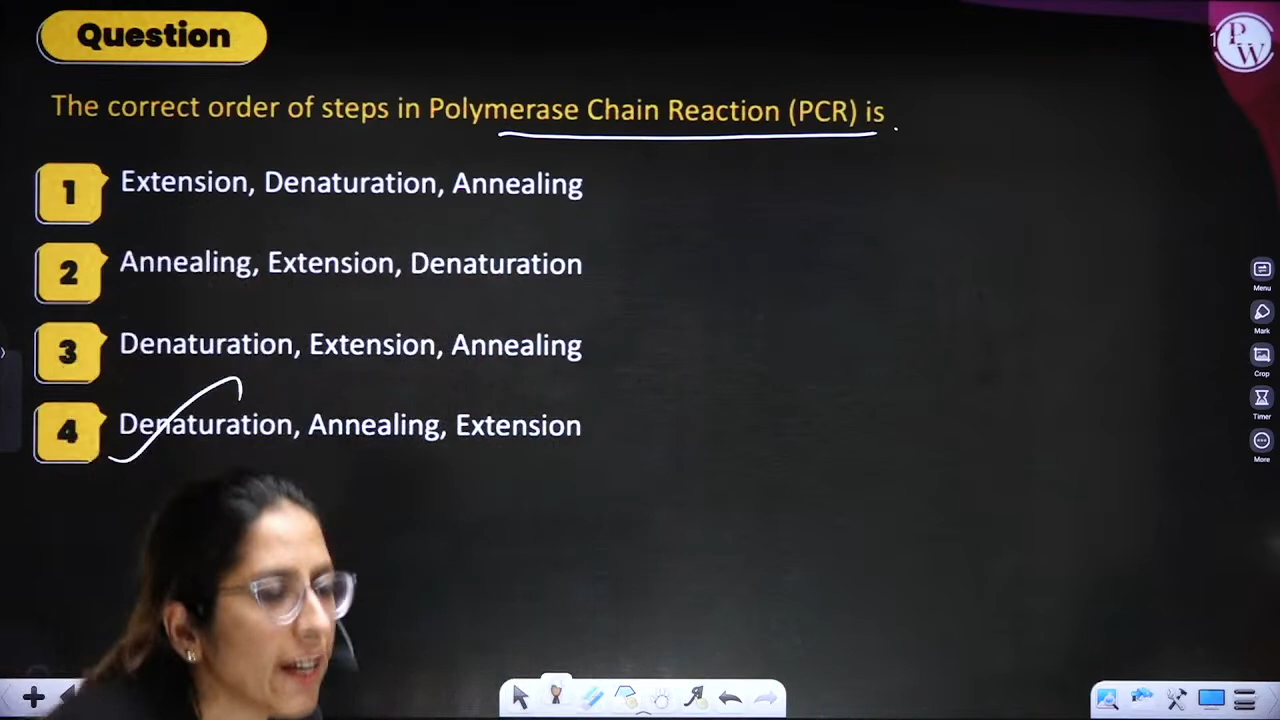 Question
PW
The correct order of steps in Polymerase Chain Reaction (PCR) is
1 Extension, Denaturation, Annealing
2 Annealing, Extension, Denaturation
3 Denaturation, Extension, Annealing
4 Denaturation, Annealing, Extension
Menu
Mark
Crop
Timer
More